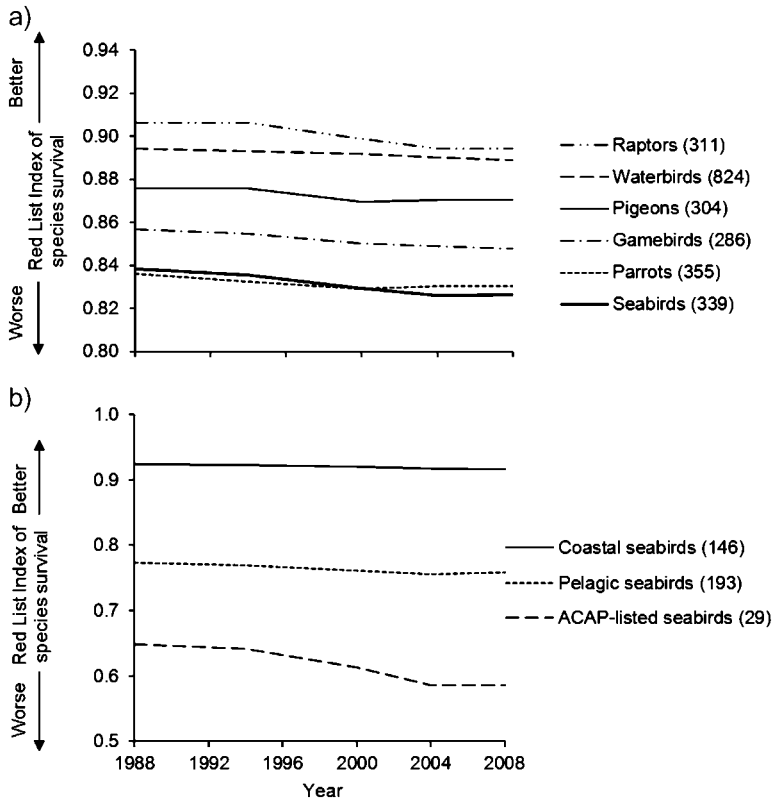 a)
Better
Red List Index of
species survival
Worse
0.94
0.92
0.90
0.88
0.86
0.84
0.82
0.80
Raptors (311)
Waterbirds (824)
Pigeons (304)
Gamebirds (286)
Parrots (355)
Seabirds (339)
b)
Better
Red List Index of
species survival
Worse
1.0
0.9
0.8
0.7
0.6
0.5
Coastal seabirds (146)
Pelagic seabirds (193)
ACAP-listed seabirds (29)
1988 1992 1996 2000 2004 2008
Year